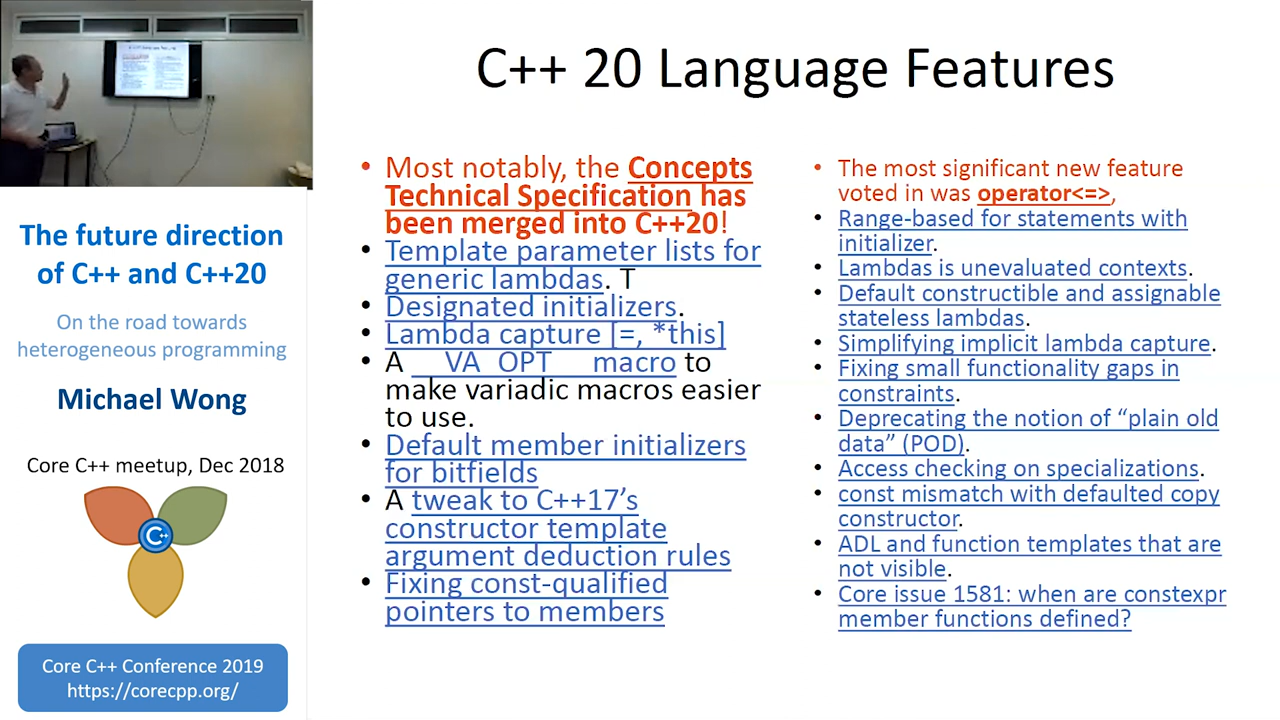 The future direction
of C++ and C++20
On the road towards
heterogeneous programming
Michael Wong
Core C++ meetup, Dec 2018
C++
Core C++ Conference 2019
https://corecpp.org/
C++ 20 Language Features
• Most notably, the Concepts
Technical Specification has
been merged into C++20!
• Template parameter lists for
generic lambdas. T
• Designated initializers.
• Lambda capture [=, *this]
• A __VA_OPT__ macro to
make variadic macros easier
to use.
• Default member initializers
for bitfields
• A tweak to C++17’s
constructor template
argument deduction rules
• Fixing const-qualified
pointers to members
• The most significant new feature
voted in was operator<=>,
• Range-based for statements with
initializer.
• Lambdas is unevaluated contexts.
• Default constructible and assignable
stateless lambdas.
• Simplifying implicit lambda capture.
• Fixing small functionality gaps in
constraints.
• Deprecating the notion of “plain old
data” (POD).
• Access checking on specializations.
• const mismatch with defaulted copy
constructor.
• ADL and function templates that are
not visible.
• Core issue 1581: when are constexpr
member functions defined?